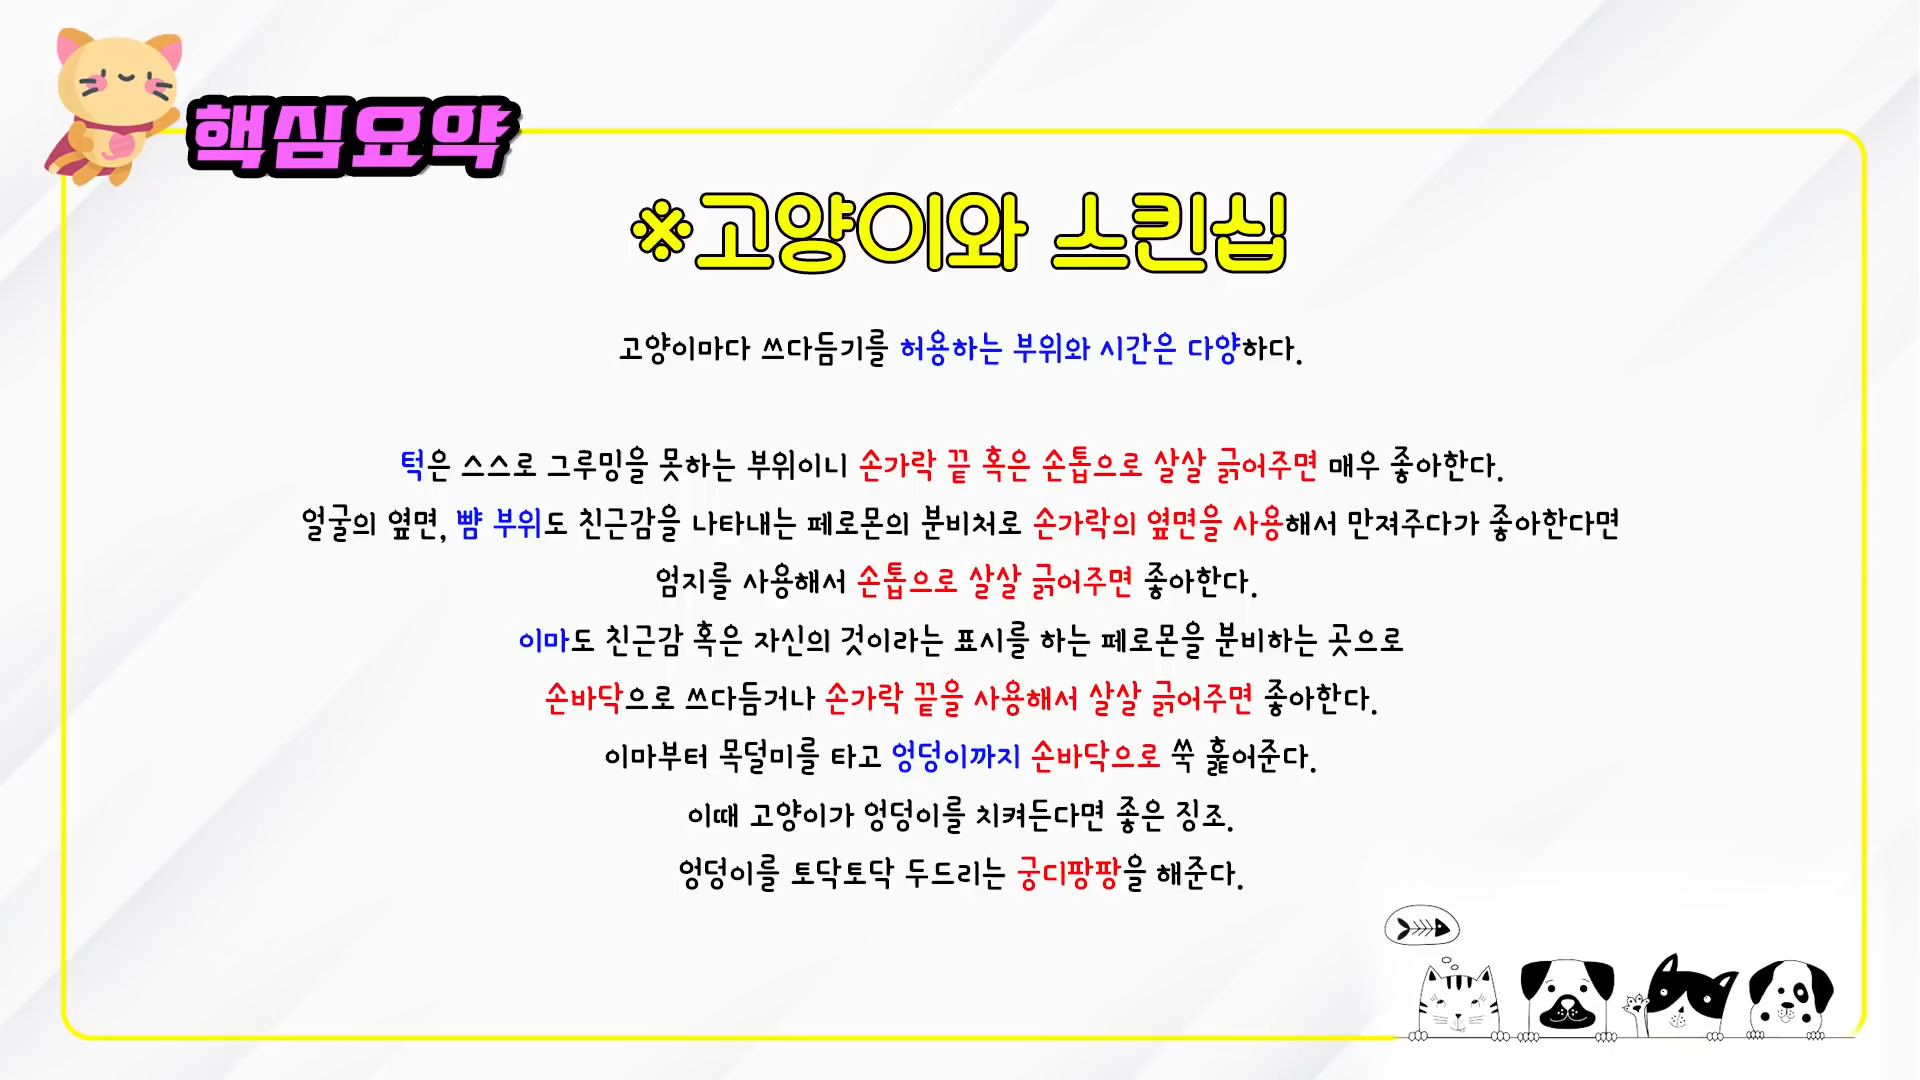 핵심요약
※고양이와 스킨십
고양이마다 쓰다듬기를 허용하는 부위와 시간은 다양하다.
턱은 스스로 그루밍을 못하는 부위이니 손가락 끝 혹은 손톱으로 살살 긁어주면 매우 좋아한다.
얼굴의 옆면, 뺨 부위도 친근감을 나타내는 페로몬의 분비처로 손가락의 옆면을 사용해서 만져주다가 좋아한다면
엄지를 사용해서 손톱으로 살살 긁어주면 좋아한다.
이마도 친근감 혹은 자신의 것이라는 표시를 하는 페로몬을 분비하는 곳으로
손바닥으로 쓰다듬거나 손가락 끝을 사용해서 살살 긁어주면 좋아한다.
이마부터 목덜미를 타고 엉덩이까지 손바닥으로 쑥 훑어준다.
이때 고양이가 엉덩이를 치켜든다면 좋은 징조.
엉덩이를 토닥토닥 두드리는 궁디팡팡을 해준다.